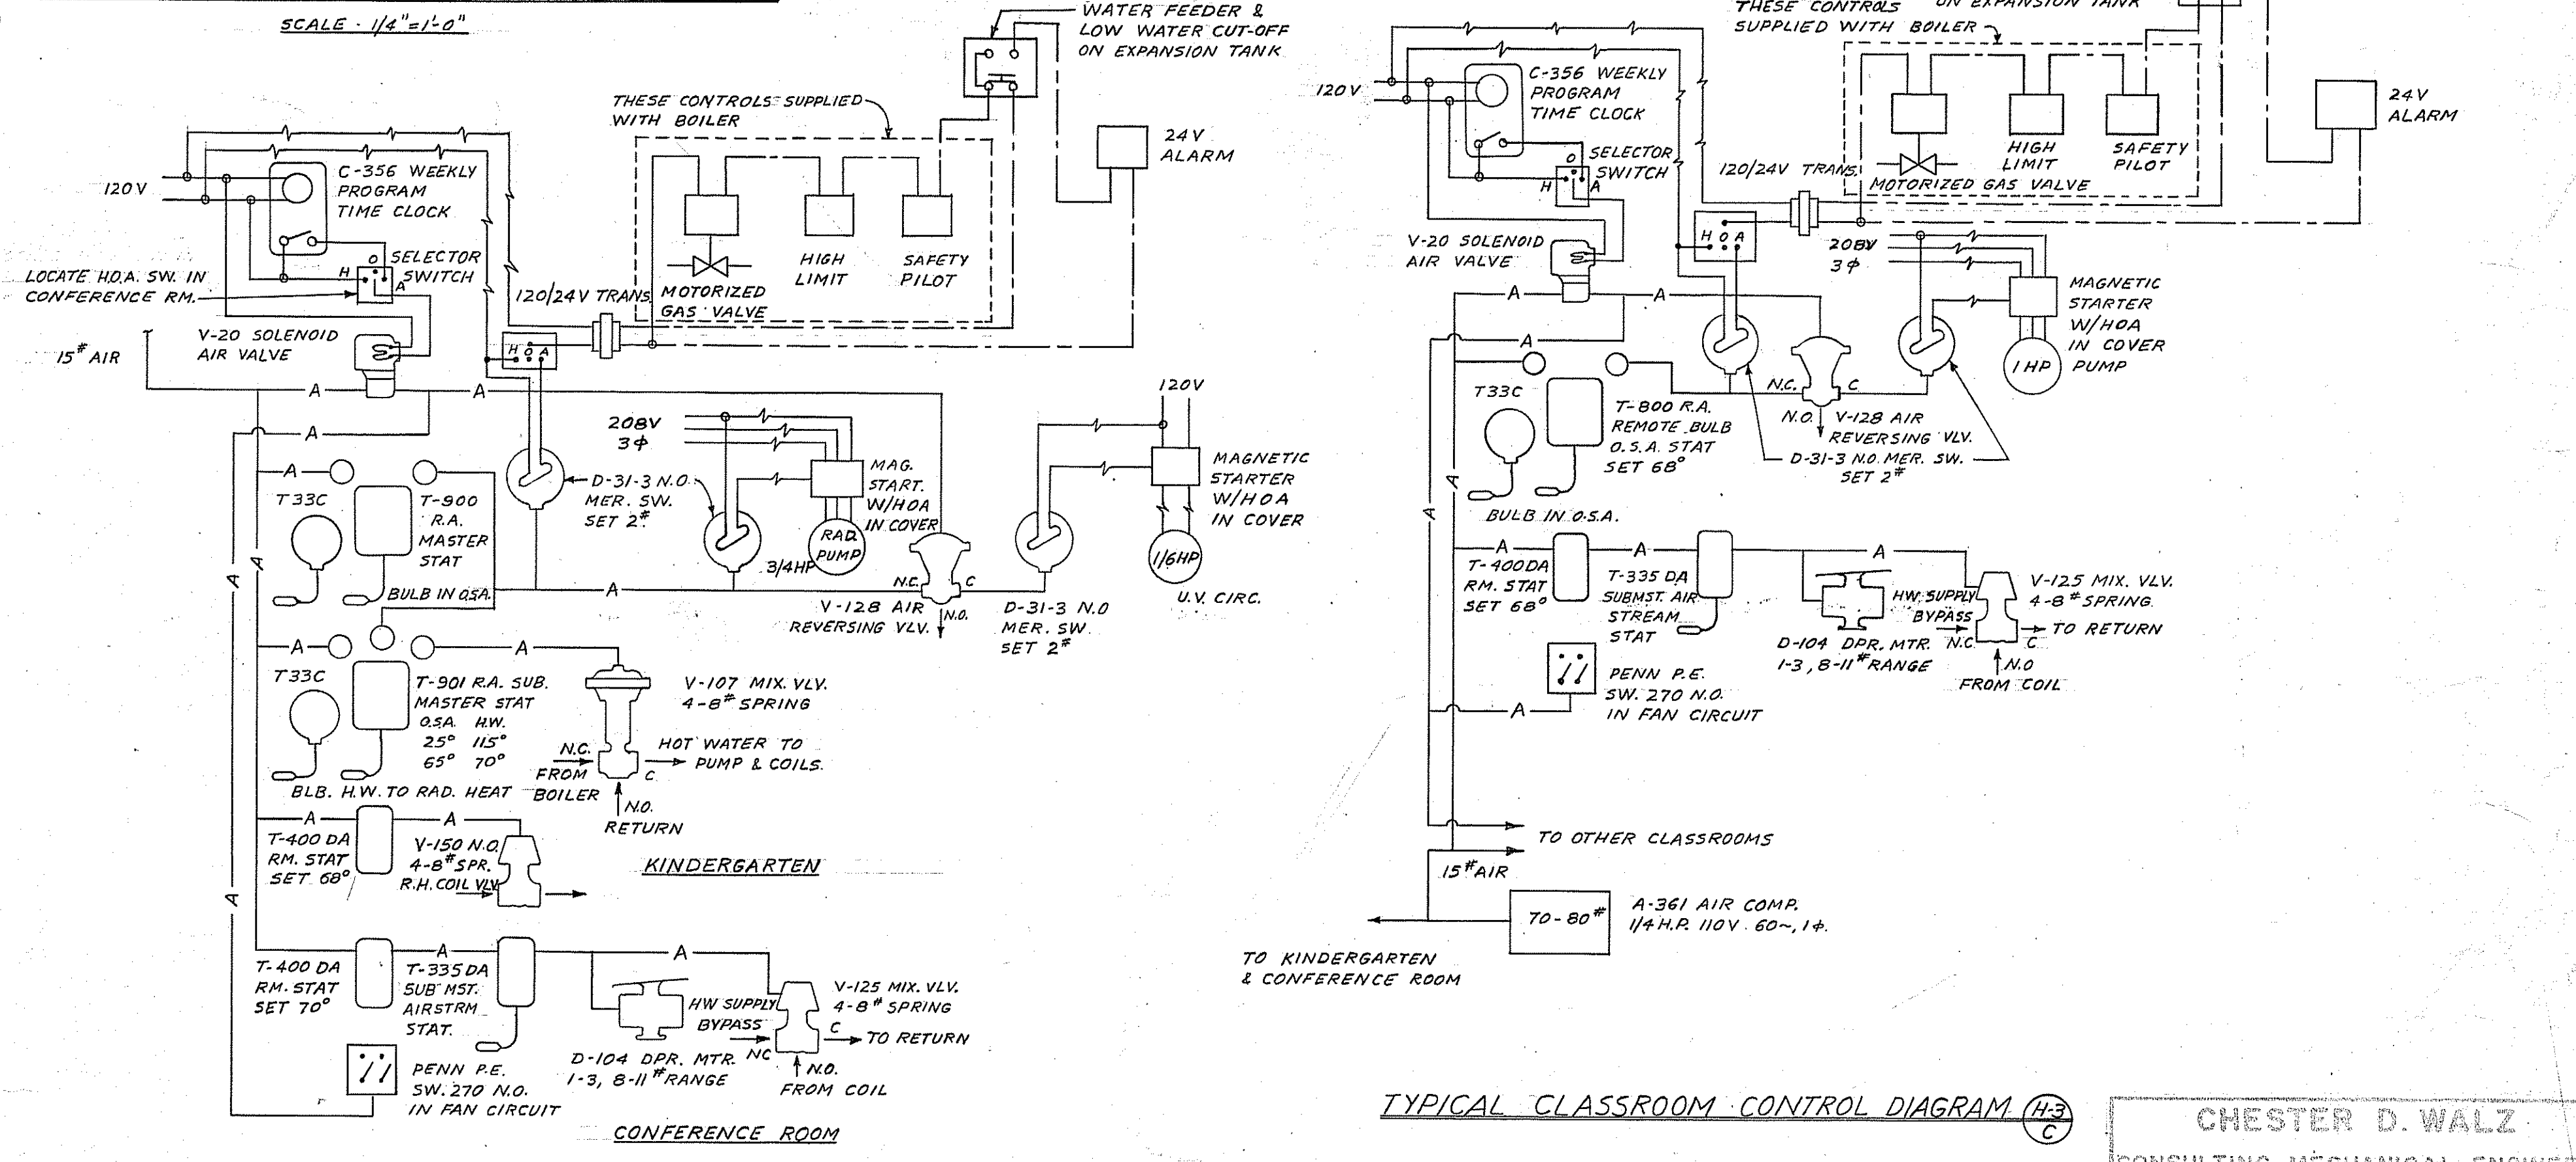 SCALE - 1/4"=1'-0"
WATER FEEDER &
LOW WATER CUT-OFF
ON EXPANSION TANK
THESE CONTROLS SUPPLIED
WITH BOILER
24V
ALARM
120V
C-356 WEEKLY
PROGRAM
TIME CLOCK
O
SELECTOR
SWITCH
H
A
LOCATE H.O.A. SW. IN
CONFERENCE RM.
HIGH
LIMIT
SAFETY
PILOT
120/24V TRANS.
MOTORIZED
GAS VALVE
V-20 SOLENOID
AIR VALVE
15# AIR
H O A
A
A
A
208V
3ϕ
120V
A
T33C
T-900
R.A.
MASTER
STAT
BULB IN O.S.A.
D-31-3 N.O.
MER. SW.
SET 2#
MAG.
START.
W/HOA
IN COVER
RAD.
PUMP
3/4HP
MAGNETIC
STARTER
W/HOA
IN COVER
1/6HP
U.V. CIRC.
A
A
A
N.C.
C
N.O.
V-128 AIR
REVERSING VLV.
D-31-3 N.O
MER. SW.
SET 2#
A
A
T33C
T-901 R.A. SUB.
MASTER STAT
O.S.A. H.W.
25° 115°
65° 70°
BLB. H.W. TO RAD. HEAT
V-107 MIX. VLV.
4-8# SPRING
N.C.
FROM
BOILER
C
HOT WATER TO
PUMP & COILS.
N.O.
RETURN
A
A
T-400 DA
RM. STAT
SET 68°
V-150 N.O.
4-8# SPR.
R.H. COIL VLV.
KINDERGARTEN
A
A
A
T-400 DA
RM. STAT
SET 70°
T-335 DA
SUB MST.
AIRSTRM
STAT.
HW SUPPLY
BYPASS
NC
V-125 MIX. VLV.
4-8# SPRING
C
TO RETURN
D-104 DPR. MTR.
1-3, 8-11# RANGE
N.O.
FROM COIL
PENN P.E.
SW. 270 N.O.
IN FAN CIRCUIT
CONFERENCE ROOM
THESE CONTROLS
SUPPLIED WITH BOILER
ON EXPANSION TANK
120V
C-356 WEEKLY
PROGRAM
TIME CLOCK
24V
ALARM
O
SELECTOR
SWITCH
H
A
HIGH
LIMIT
SAFETY
PILOT
120/24V TRANS.
MOTORIZED GAS VALVE
V-20 SOLENOID
AIR VALVE
H O A
208V
3ϕ
MAGNETIC
STARTER
W/HOA
IN COVER
PUMP
1 HP
A
A
A
T33C
T-800 R.A.
REMOTE BULB
O.S.A. STAT
SET 68°
BULB IN O.S.A.
N.C.
C
N.O.
V-128 AIR
REVERSING VLV.
D-31-3 N.O. MER. SW.
SET 2#
A
A
A
A
A
T-400DA
RM. STAT
SET 68°
T-335 DA
SUBMST. AIR
STREAM
STAT
HW SUPPLY
BYPASS
N.C.
V-125 MIX. VLV.
4-8# SPRING
C
TO RETURN
D-104 DPR. MTR.
1-3, 8-11# RANGE
N.O
FROM COIL
PENN P.E.
SW. 270 N.O.
IN FAN CIRCUIT
A
TO OTHER CLASSROOMS
15# AIR
70-80#
A-361 AIR COMP.
1/4 H.P. 110V. 60~, 1ϕ.
TO KINDERGARTEN
& CONFERENCE ROOM
TYPICAL CLASSROOM CONTROL DIAGRAM
H-3
C
CHESTER D. WALZ
CONSULTING MECHANICAL